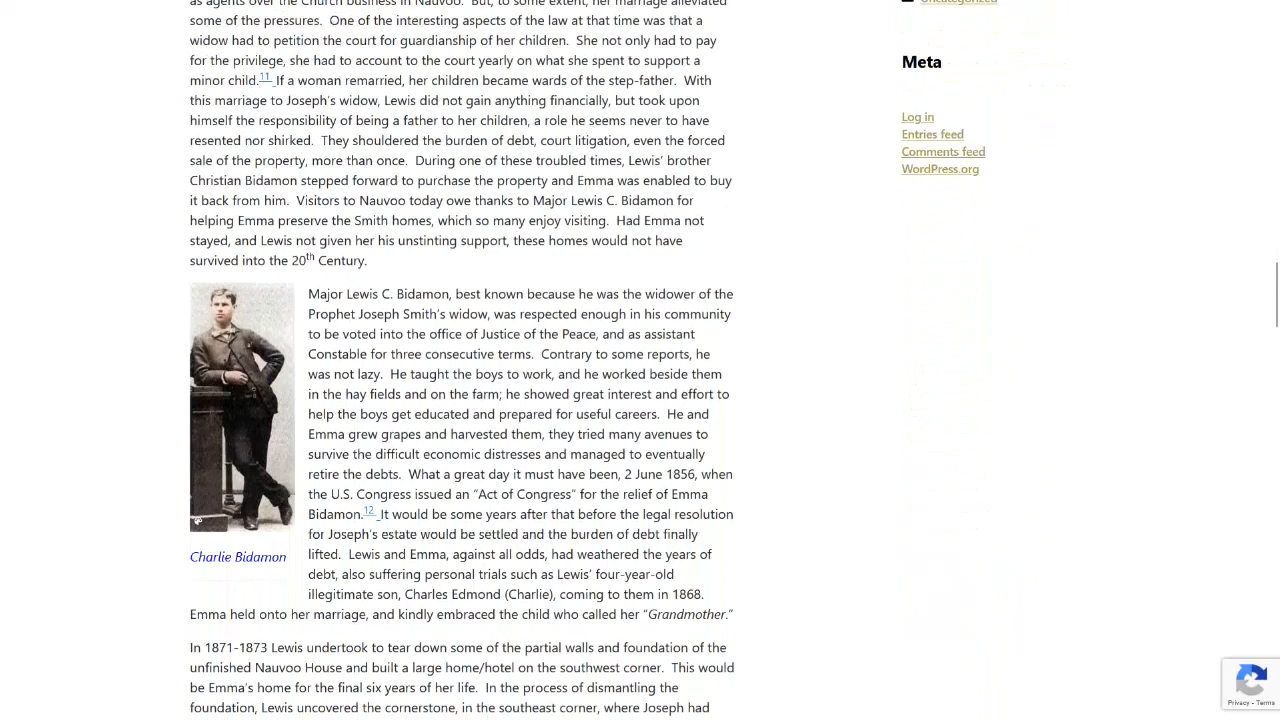 as agents over the Church business in Nauvoo. But, to some extent, her marriage alleviated
some of the pressures. One of the interesting aspects of the law at that time was that a
widow had to petition the court for guardianship of her children. She not only had to pay
for the privilege, she had to account to the court yearly on what she spent to support a
minor child.11 If a woman remarried, her children became wards of the step-father. With
this marriage to Joseph's widow, Lewis did not gain anything financially, but took upon
himself the responsibility of being a father to her children, a role he seems never to have
resented nor shirked. They shouldered the burden of debt, court litigation, even the forced
sale of the property, more than once. During one of these troubled times, Lewis' brother
Christian Bidamon stepped forward to purchase the property and Emma was enabled to buy
it back from him. Visitors to Nauvoo today owe thanks to Major Lewis C. Bidamon for
helping Emma preserve the Smith homes, which so many enjoy visiting. Had Emma not
stayed, and Lewis not given her his unstinting support, these homes would not have
survived into the 20th Century.
Major Lewis C. Bidamon, best known because he was the widower of the
Prophet Joseph Smith's widow, was respected enough in his community
to be voted into the office of Justice of the Peace, and as assistant
Constable for three consecutive terms. Contrary to some reports, he
was not lazy. He taught the boys to work, and he worked beside them
in the hay fields and on the farm; he showed great interest and effort to
help the boys get educated and prepared for useful careers. He and
Emma grew grapes and harvested them, they tried many avenues to
survive the difficult economic distresses and managed to eventually
retire the debts. What a great day it must have been, 2 June 1856, when
the U.S. Congress issued an "Act of Congress" for the relief of Emma
Bidamon.12 It would be some years after that before the legal resolution
for Joseph's estate would be settled and the burden of debt finally
lifted. Lewis and Emma, against all odds, had weathered the years of
debt, also suffering personal trials such as Lewis' four-year-old
illegitimate son, Charles Edmond (Charlie), coming to them in 1868.
Emma held onto her marriage, and kindly embraced the child who called her "Grandmother."
Charlie Bidamon
In 1871-1873 Lewis undertook to tear down some of the partial walls and foundation of the
unfinished Nauvoo House and built a large home/hotel on the southwest corner. This would
be Emma's home for the final six years of her life. In the process of dismantling the
foundation, Lewis uncovered the cornerstone, in the southeast corner, where Joseph had
Uncategorized
Meta
Log in
Entries feed
Comments feed
WordPress.org
Privacy - Terms